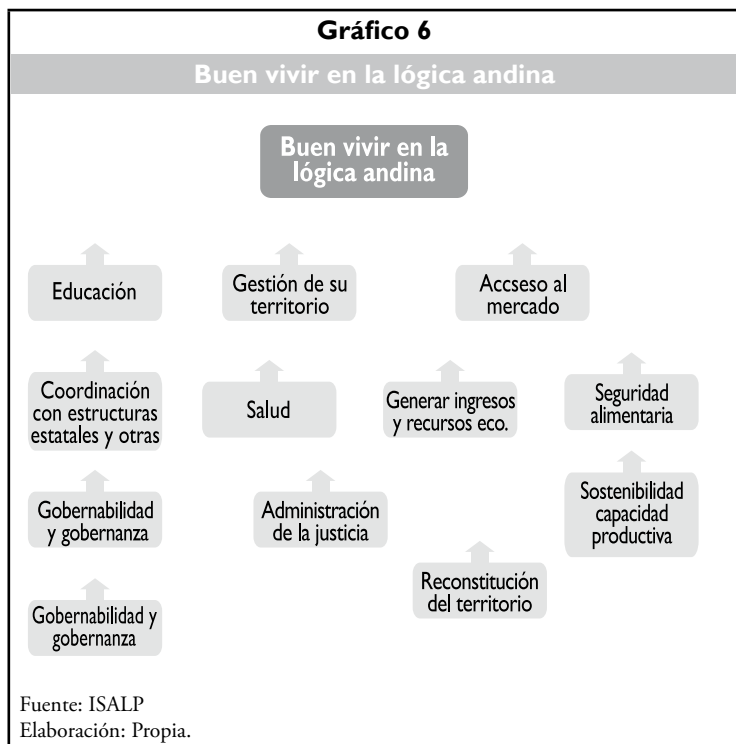 Gráfico 6
Buen vivir en la lógica andina
Buen vivir en la
lógica andina
Educación
Gestión de su
territorio
Accseso al
mercado
Coordinación
con estructuras
estatales y otras
Salud
Generar ingresos
y recursos eco.
Seguridad
alimentaria
Gobernabilidad
y gobernanza
Administración
de la justicia
Sostenibilidad
capacidad
productiva
Reconstitución
del territorio
Gobernabilidad y
gobernanza
Fuente: ISALP
Elaboración: Propia.